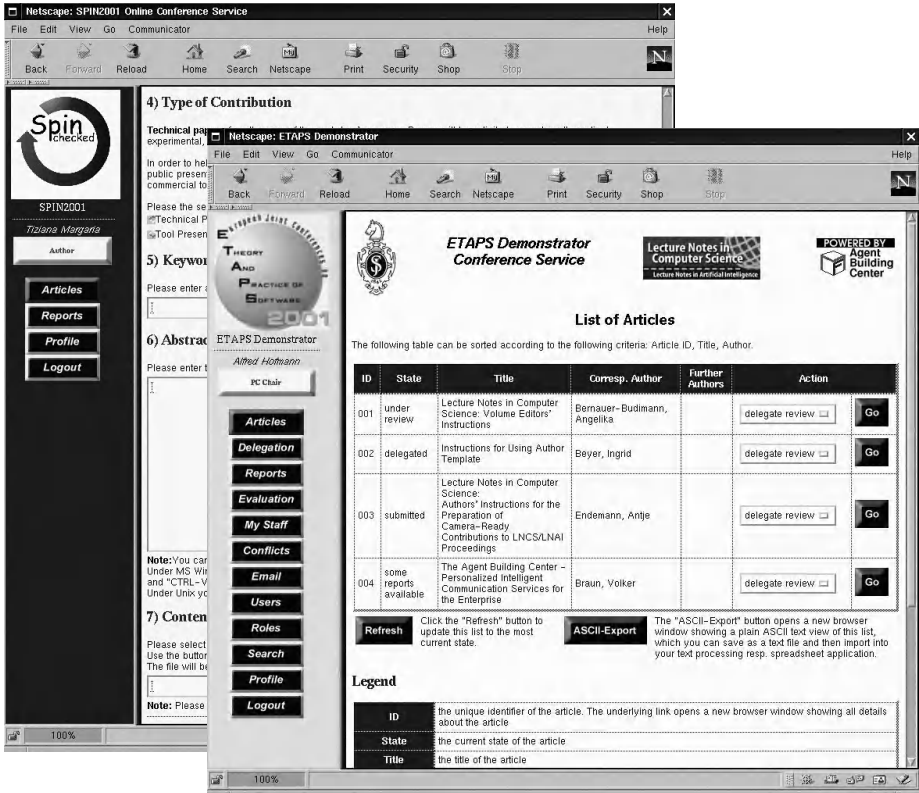 Netscape: SPIN2001 Online Conference Service
File Edit View Go Communicator Help
Back Forward Reload Home Search Netscape Print Security Shop Stop
N
Spin
checked
SPIN2001
Tiziana Margaria
Author
Articles
Reports
Profile
Logout
4) Type of Contribution
Technical pap
experimental,
In order to hel
public presen
commercial to
Please the se
Technical P
Tool Presen
5) Keywor
Please enter a
6) Abstrac
Please enter t
Note: You can
Under MS Win
and "CTRL-V
Under Unix yo
7) Conten
Please select
Use the button
The file will be
Note: Please
100%
Netscape: ETAPS Demonstrator
File Edit View Go Communicator Help
Back Forward Reload Home Search Netscape Print Security Shop Stop
N
European Joint Conferences on
THEORY
AND
PRACTICE OF
SOFTWARE
2001
ETAPS Demonstrator
Alfred Hofmann
PC Chair
Articles
Delegation
Reports
Evaluation
My Staff
Conflicts
Email
Users
Roles
Search
Profile
Logout
ETAPS Demonstrator
Conference Service
Lecture Notes in
Computer Science
Lecture Notes in Artificial Intelligence
POWERED BY
Agent
Building
Center
List of Articles
The following table can be sorted according to the following criteria: Article ID, Title, Author.
ID State Title Corresp. Author Further Authors Action
001 under review Lecture Notes in Computer Science: Volume Editors' Instructions Bernauer-Budimann, Angelika delegate review Go
002 delegated Instructions for Using Author Template Beyer, Ingrid delegate review Go
003 submitted Lecture Notes in Computer Science: Authors' Instructions for the Preparation of Camera-Ready Contributions to LNCS/LNAI Proceedings Endemann, Antje delegate review Go
004 some reports available The Agent Building Center - Personalized Intelligent Communication Services for the Enterprise Braun, Volker delegate review Go
Refresh
Click the "Refresh" button to
update this list to the most
current state.
ASCII-Export
The "ASCII-Export" button opens a new browser
window showing a plain ASCII text view of this list,
which you can save as a text file and then import into
your text processing resp. spreadsheet application.
Legend
ID the unique identifier of the article. The underlying link opens a new browser window showing all details about the article
State the current state of the article
Title the title of the article
100%